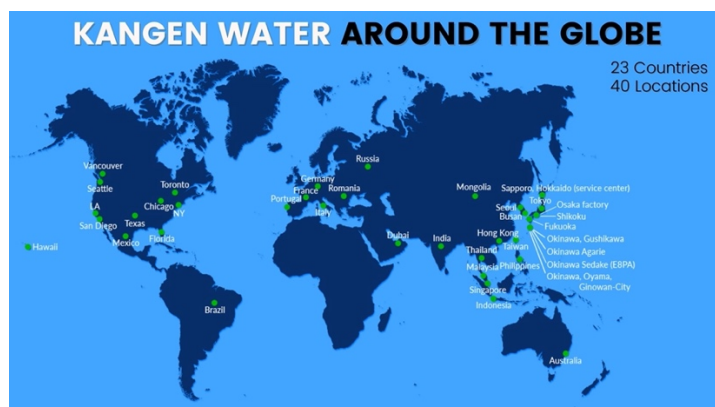 KANGEN WATER AROUND THE GLOBE
23 Countries
40 Locations
Vancouver
Seattle
Toronto
LA
Chicago
NY
San Diego
Texas
Mexico
Florida
Hawaii
Brazil
Russia
Germany
France
Romania
Portugal
Italy
Dubai
India
Mongolia
Sapporo, Hokkaido (service center)
Tokyo
Osaka factory
Seoul
Busan
Shikoku
Fukuoka
Hong Kong
Taiwan
Okinawa, Gushikawa
Thailand
Okinawa Agarie
Malaysia
Philippines
Okinawa Sedake (E8PA)
Okinawa, Oyama,
Ginowan-City
Singapore
Indonesia
Australia